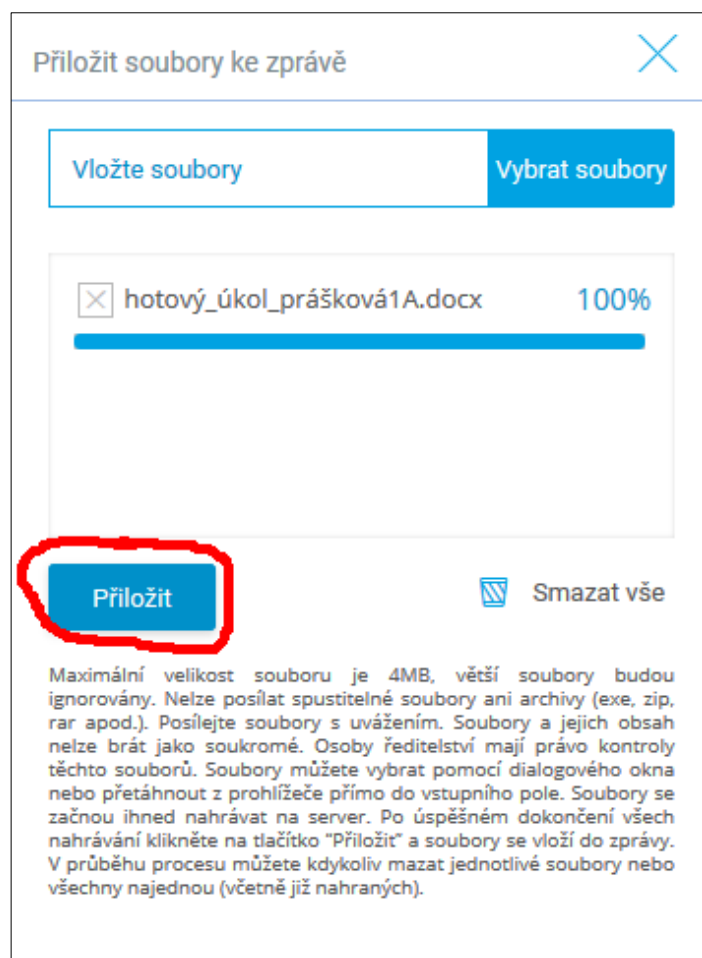 Přiložit soubory ke zprávě
Vložte soubory
Vybrat soubory
hotový_úkol_prášková1A.docx 100%
Přiložit
Smazat vše
Maximální velikost souboru je 4MB, větší soubory budou
ignorovány. Nelze posílat spustitelné soubory ani archivy (exe, zip,
rar apod.). Posílejte soubory s uvážením. Soubory a jejich obsah
nelze brát jako soukromé. Osoby ředitelství mají právo kontroly
těchto souborů. Soubory můžete vybrat pomocí dialogového okna
nebo přetáhnout z prohlížeče přímo do vstupního pole. Soubory se
začnou ihned nahrávat na server. Po úspěšném dokončení všech
nahrávání klikněte na tlačítko "Přiložit" a soubory se vloží do zprávy.
V průběhu procesu můžete kdykoliv mazat jednotlivé soubory nebo
všechny najednou (včetně již nahraných).